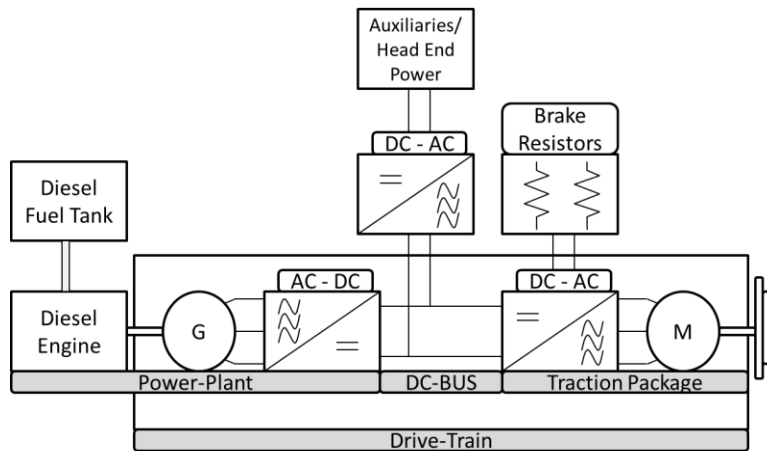 Auxiliaries/
Head End
Power
DC - AC
Brake
Resistors
Diesel
Fuel Tank
AC - DC
DC - AC
Diesel
Engine
G
M
Power-Plant
DC-BUS
Traction Package
Drive-Train